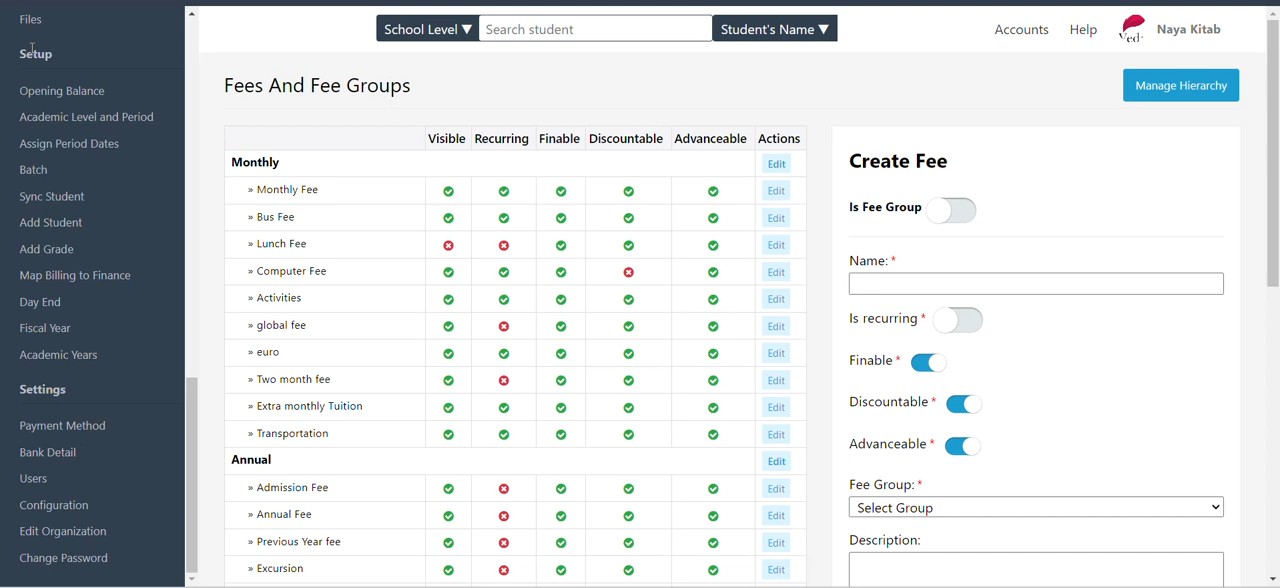 Files
Setup
Opening Balance
Academic Level and Period
Assign Period Dates
Batch
Sync Student
Add Student
Add Grade
Map Billing to Finance
Day End
Fiscal Year
Academic Years
Settings
Payment Method
Bank Detail
Users
Configuration
Edit Organization
Change Password
School Level ▼ Search student Student's Name ▼
Accounts Help Ved Naya Kitab
Fees And Fee Groups
Manage Hierarchy
Visible Recurring Finable Discountable Advanceable Actions
Monthly Edit
» Monthly Fee Edit
» Bus Fee Edit
» Lunch Fee Edit
» Computer Fee Edit
» Activities Edit
» global fee Edit
» euro Edit
» Two month fee Edit
» Extra monthly Tuition Edit
» Transportation Edit
Annual Edit
» Admission Fee Edit
» Annual Fee Edit
» Previous Year fee Edit
» Excursion Edit
Create Fee
Is Fee Group
Name: *
Is recurring *
Finable *
Discountable *
Advanceable *
Fee Group: *
Select Group
Description: